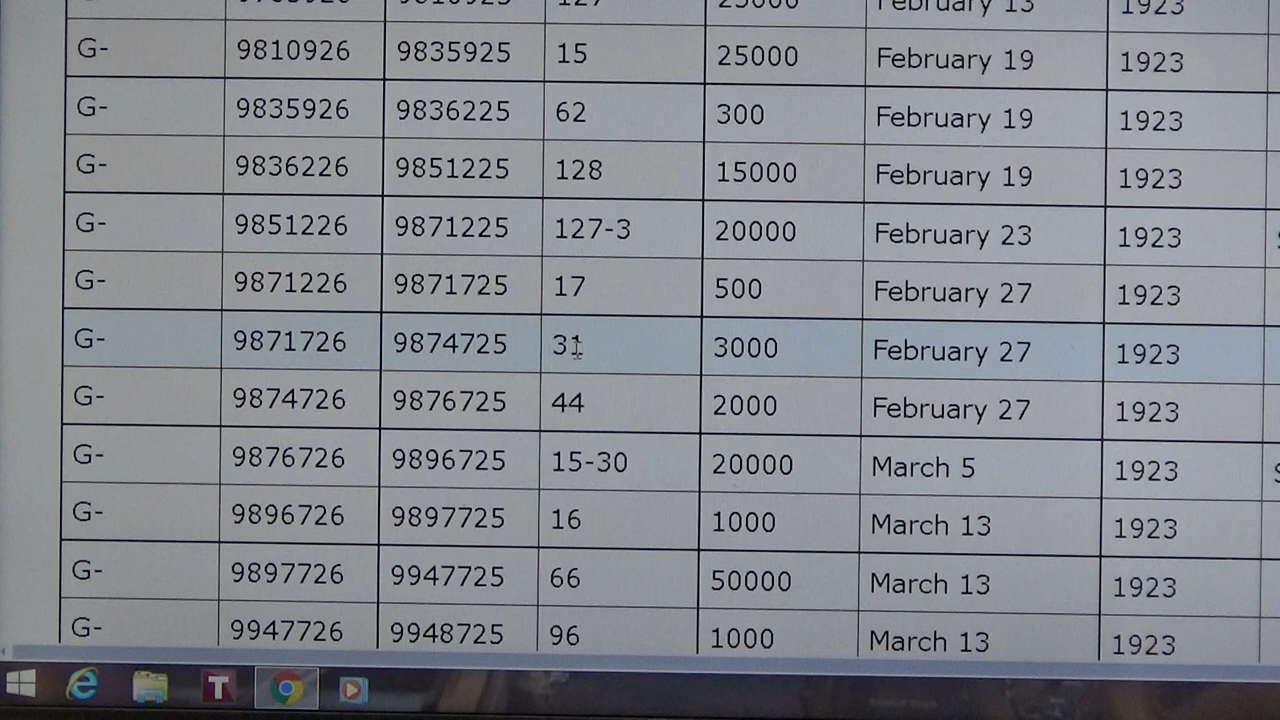 February 13 1923
G- 9810926 9835925 15 25000 February 19 1923
G- 9835926 9836225 62 300 February 19 1923
G- 9836226 9851225 128 15000 February 19 1923
G- 9851226 9871225 127-3 20000 February 23 1923
G- 9871226 9871725 17 500 February 27 1923
G- 9871726 9874725 31 3000 February 27 1923
G- 9874726 9876725 44 2000 February 27 1923
G- 9876726 9896725 15-30 20000 March 5 1923
G- 9896726 9897725 16 1000 March 13 1923
G- 9897726 9947725 66 50000 March 13 1923
G- 9947726 9948725 96 1000 March 13 1923
T